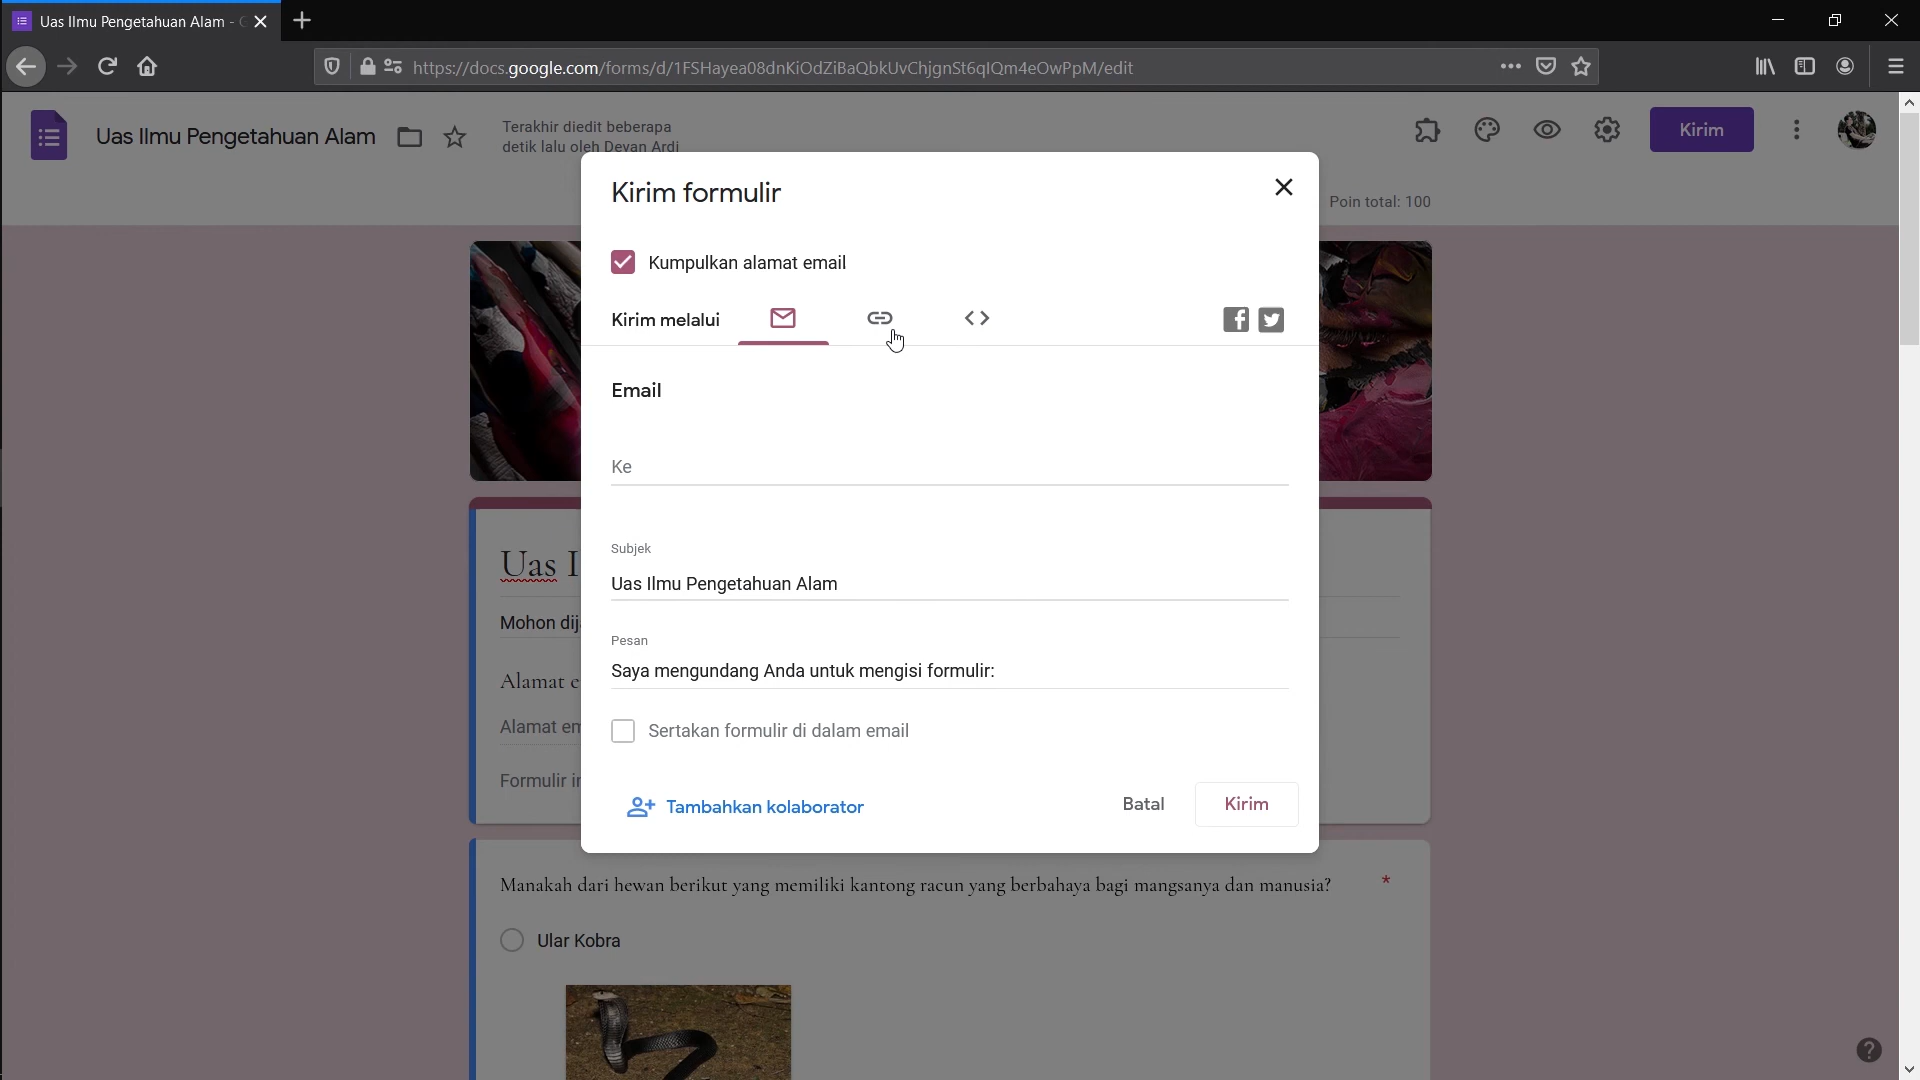 Uas Ilmu Pengetahuan Alam -
https://docs.google.com/forms/d/1FSHayea08dnKiOdZiBaQbkUvChjgnSt6qIQm4eOwPpM/edit
Uas Ilmu Pengetahuan Alam
Terakhir diedit beberapa
detik lalu oleh Devan Ardi
Kirim
Poin total: 100
Kirim formulir
Kumpulkan alamat email
Kirim melalui
Email
Ke
Subjek
Uas Ilmu Pengetahuan Alam
Pesan
Saya mengundang Anda untuk mengisi formulir:
Sertakan formulir di dalam email
Tambahkan kolaborator
Batal
Kirim
Uas I
Mohon dij
Alamat e
Alamat em
Formulir in
Manakah dari hewan berikut yang memiliki kantong racun yang berbahaya bagi mangsanya dan manusia? *
Ular Kobra